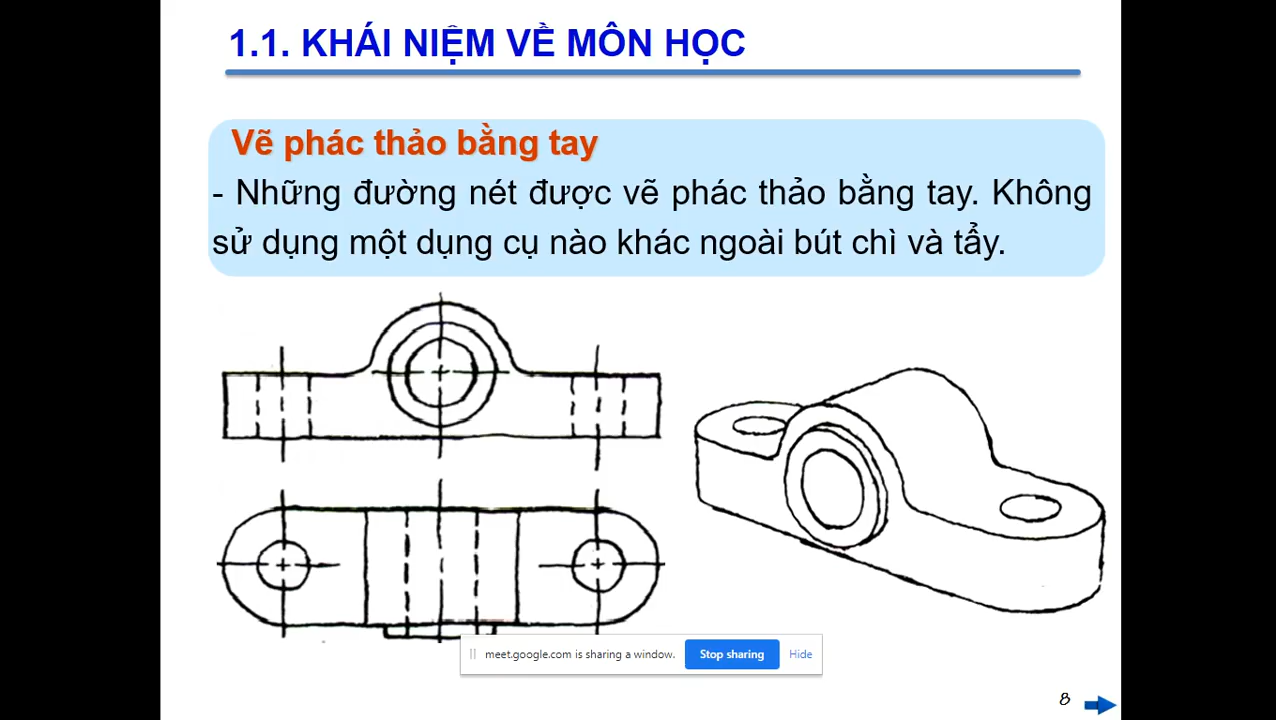 1.1. KHÁI NIỆM VỀ MÔN HỌC
Vẽ phác thảo bằng tay
- Những đường nét được vẽ phác thảo bằng tay. Không
sử dụng một dụng cụ nào khác ngoài bút chì và tẩy.
meet.google.com is sharing a window. Stop sharing Hide
8